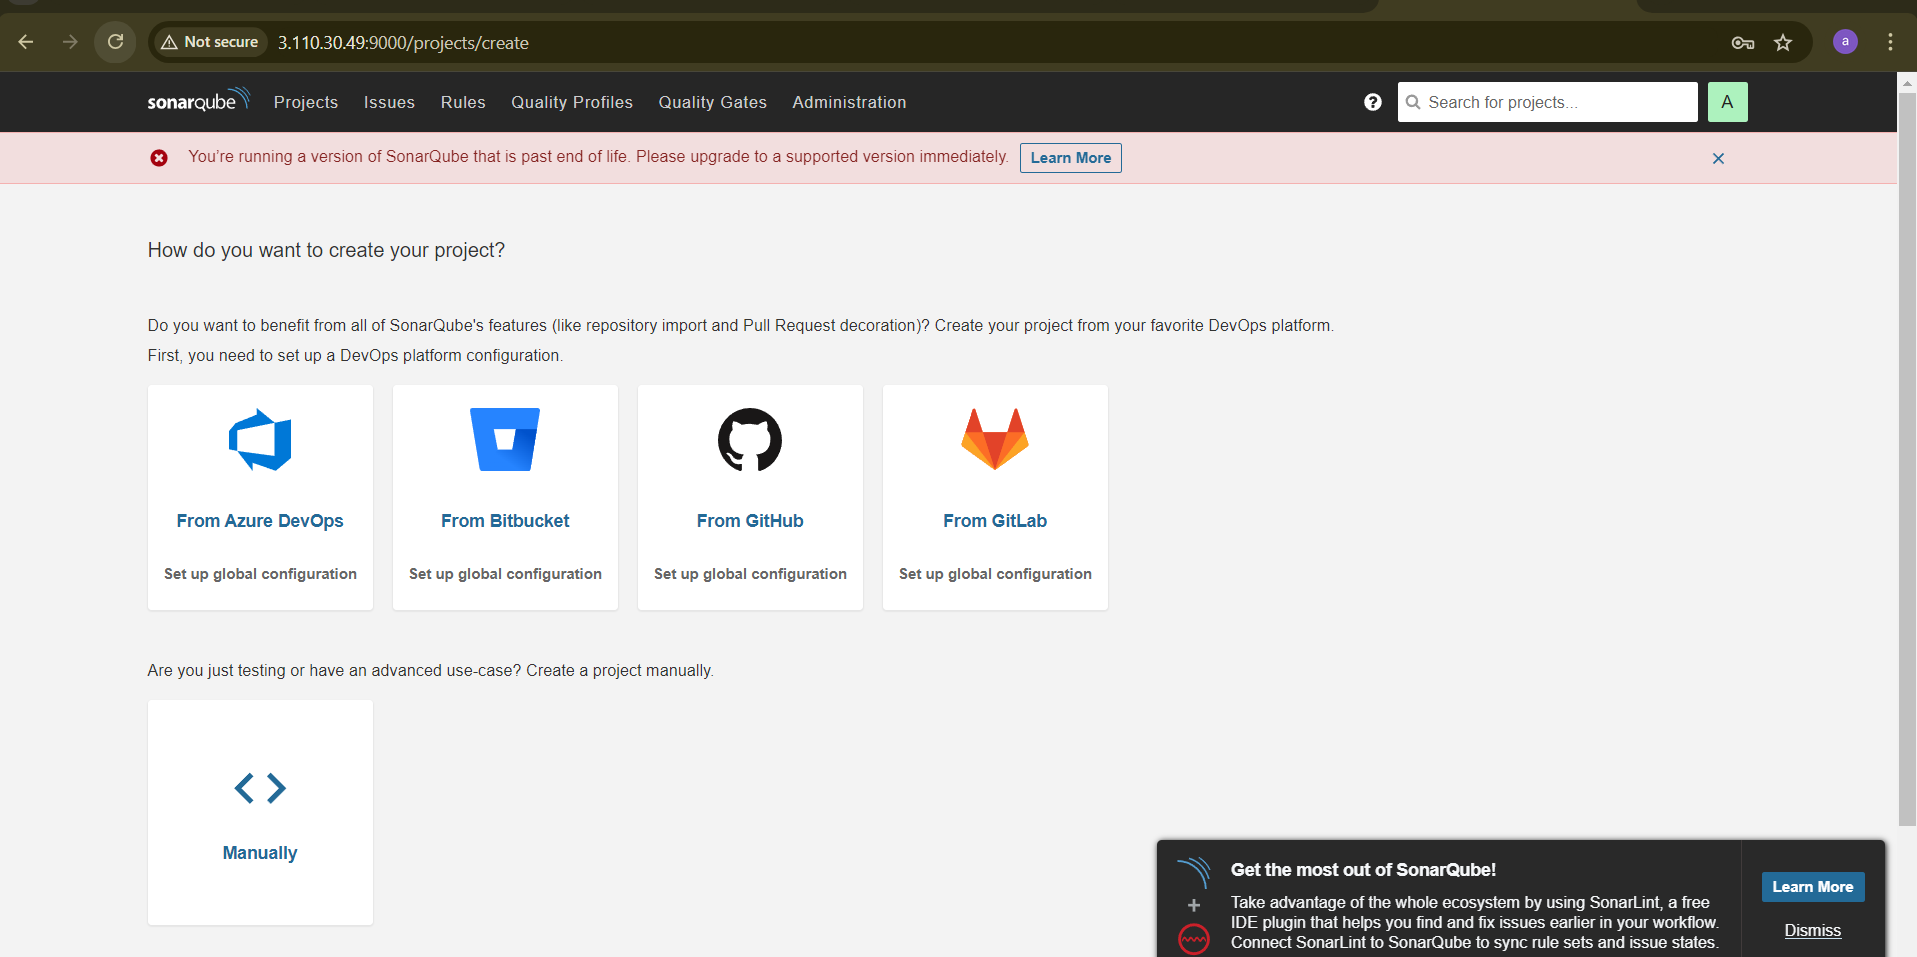 Not secure 3.110.30.49:9000/projects/create a
sonarqube Projects Issues Rules Quality Profiles Quality Gates Administration ? Search for projects... A
You’re running a version of SonarQube that is past end of life. Please upgrade to a supported version immediately. Learn More
How do you want to create your project?
Do you want to benefit from all of SonarQube's features (like repository import and Pull Request decoration)? Create your project from your favorite DevOps platform.
First, you need to set up a DevOps platform configuration.
From Azure DevOps From Bitbucket From GitHub From GitLab
Set up global configuration Set up global configuration Set up global configuration Set up global configuration
Are you just testing or have an advanced use-case? Create a project manually.
Manually
Get the most out of SonarQube!
Take advantage of the whole ecosystem by using SonarLint, a free
IDE plugin that helps you find and fix issues earlier in your workflow.
Connect SonarLint to SonarQube to sync rule sets and issue states.
Learn More
Dismiss